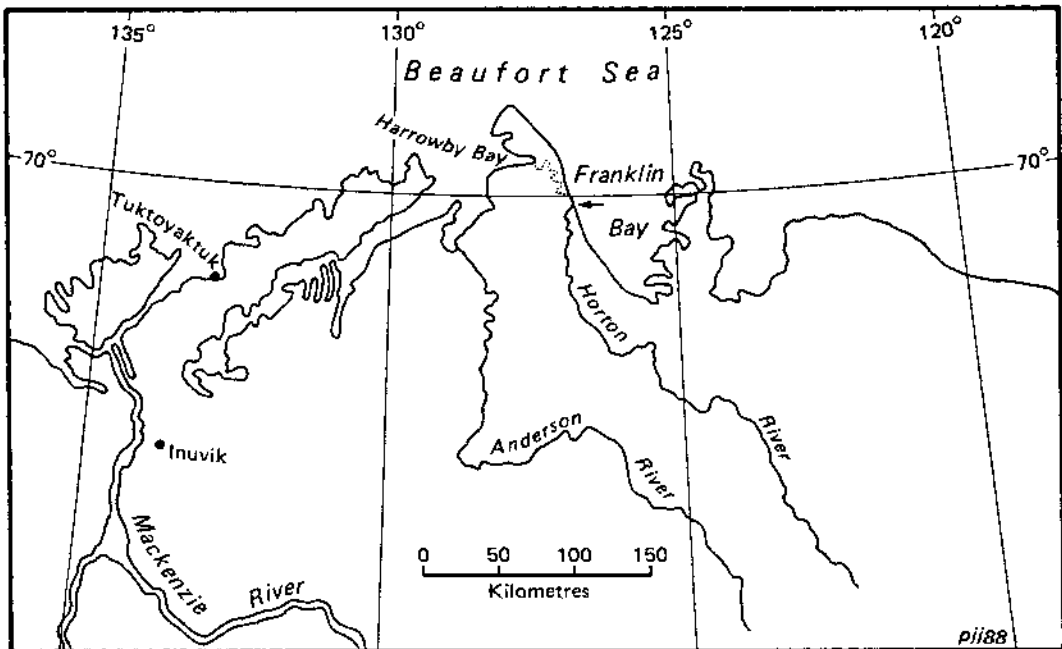 135°
130°
125°
120°
Beaufort Sea
Harrowby Bay
70°
Franklin
70°
Tuktoyaktuk
Bay
Horton
Anderson
River
Inuvik
River
Mackenzie
River
0 50 100 150
Kilometres
pii88